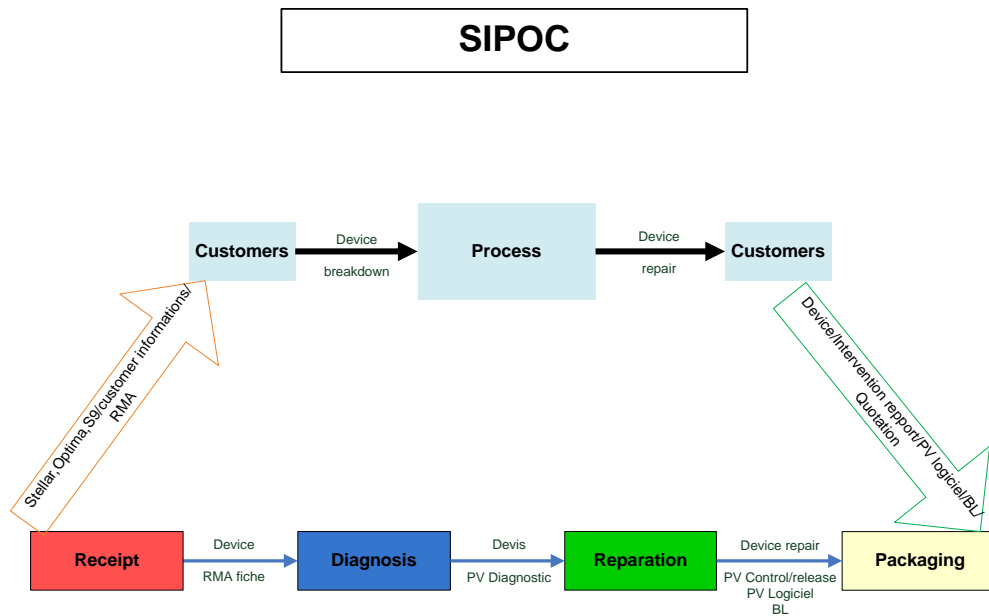 SIPOC
Customers
Device
breakdown
Process
Device
repair
Customers
Stellar,Optima,S9/customer informations/
RMA
Device/Intervention repport/PV logiciel/BL/
Quotation
Receipt
Device
RMA fiche
Diagnosis
Devis
PV Diagnostic
Reparation
Device repair
PV Control/release
PV Logiciel
BL
Packaging